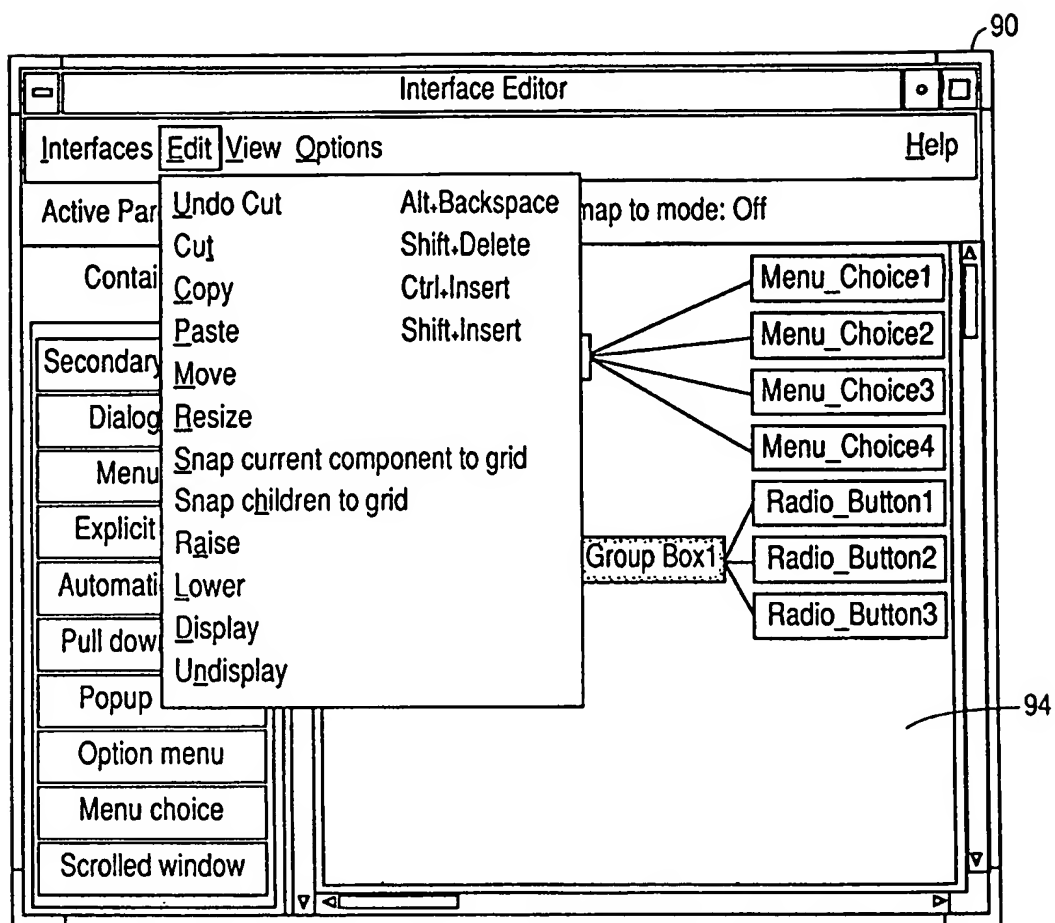 90
Interface Editor
Interfaces Edit View Options Help
Active Par map to mode: Off
Undo Cut Alt+Backspace
Cut Shift+Delete
Copy Ctrl+Insert
Paste Shift+Insert
Move
Resize
Snap current component to grid
Snap children to grid
Raise
Lower
Display
Undisplay
Contai
Secondary
Dialog
Menu
Explicit
Automati
Pull dow
Popup
Option menu
Menu choice
Scrolled window
Menu_Choice1
Menu_Choice2
Menu_Choice3
Menu_Choice4
Group Box1
Radio_Button1
Radio_Button2
Radio_Button3
94